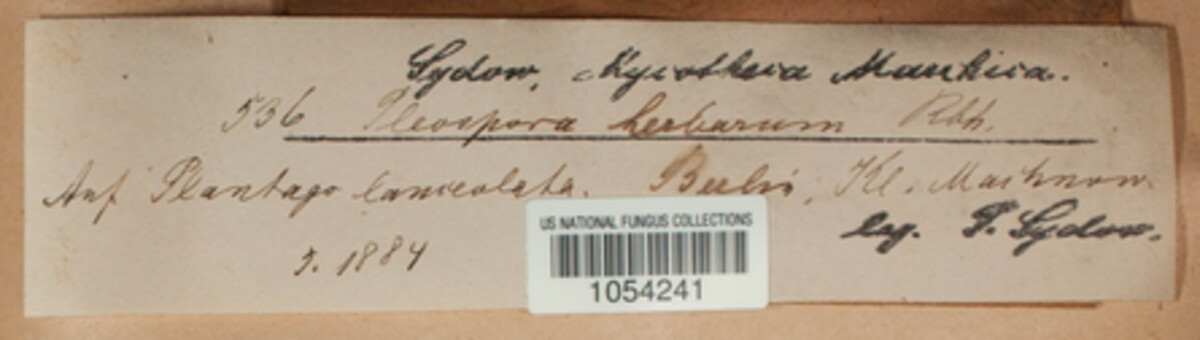 Sydow, Mycotheca Marchica.
536 Pleospora herbarum Rbh.
Auf Plantago lanceolata. Berlin, Kl. Machnow
leg. P. Sydow.
5. 1884
US NATIONAL FUNGUS COLLECTIONS
1054241